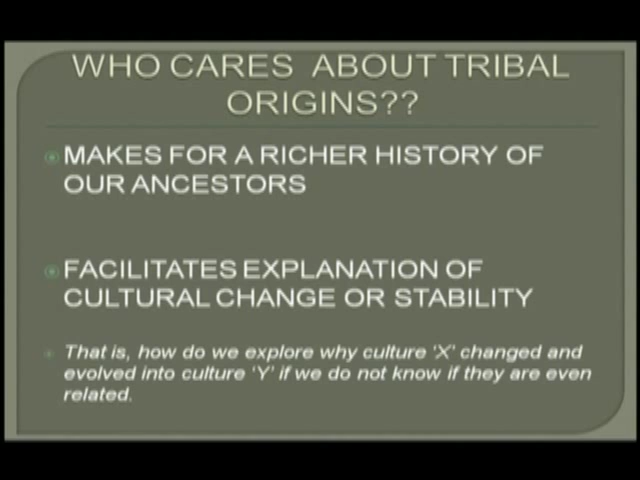 WHO CARES ABOUT TRIBAL
ORIGINS??
MAKES FOR A RICHER HISTORY OF
OUR ANCESTORS
FACILITATES EXPLANATION OF
CULTURAL CHANGE OR STABILITY
That is, how do we explore why culture ‘X’ changed and
evolved into culture ‘Y’ if we do not know if they are even
related.